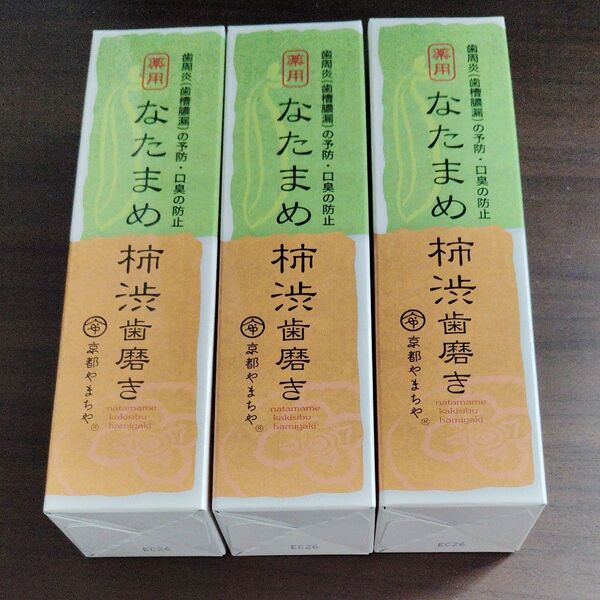 歯周炎(歯槽膿漏)の予防・口臭の防止
薬用
なたまめ
柿渋歯磨き
京都やまちや®
natamame
kakisibu
hamigaki
EC26
歯周炎(歯槽膿漏)の予防・口臭の防止
薬用
なたまめ
柿渋歯磨き
京都やまちや®
natamame
kakisibu
hamigaki
EC26
歯周炎(歯槽膿漏)の予防・口臭の防止
薬用
なたまめ
柿渋歯磨き
京都やまちや®
natamame
kakisibu
hamigaki
EC26